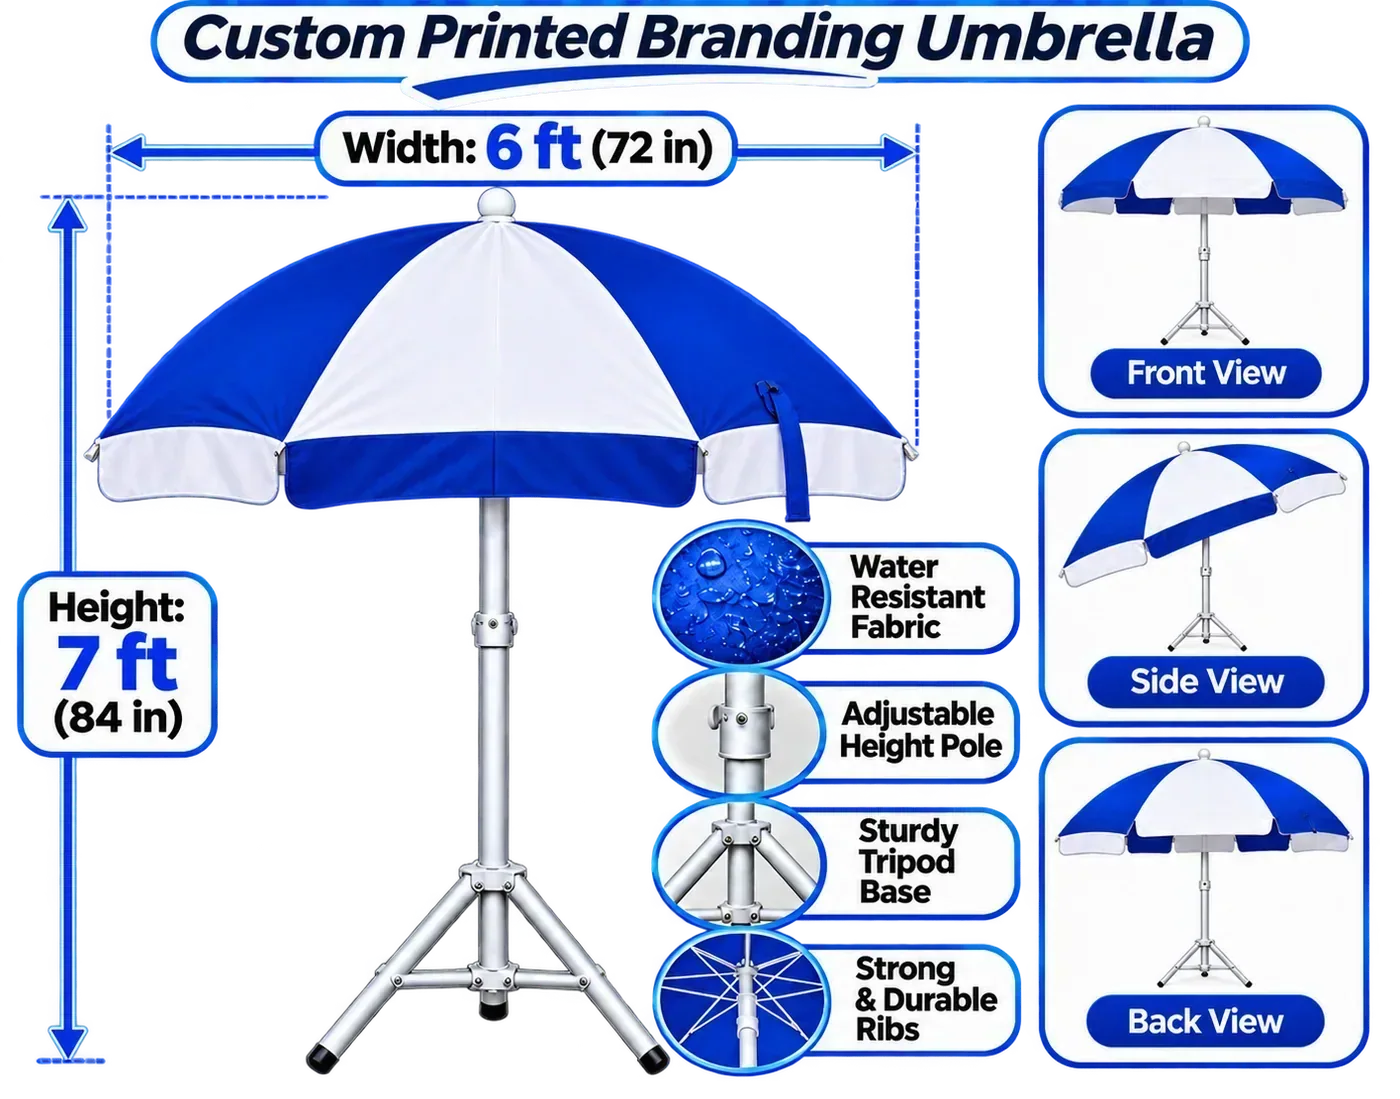 Custom Printed Branding Umbrella
Width: 6 ft (72 in)
Height:
7 ft
(84 in)
Water
Resistant
Fabric
Adjustable
Height Pole
Sturdy
Tripod
Base
Strong
& Durable
Ribs
Front View
Side View
Back View